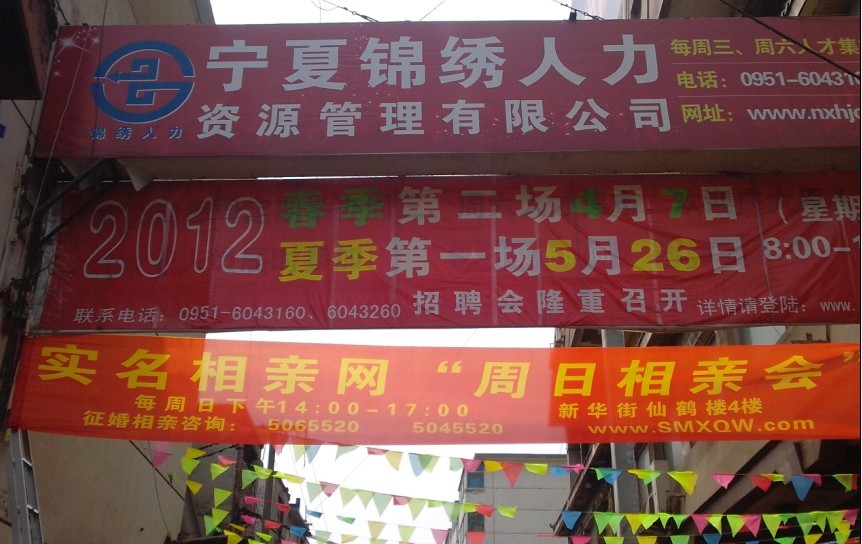 宁夏锦绣人力
资源管理有限公司
锦绣人力
每周三、周六人才集
电话：0951-604316
网址：www.nxhj
2012
春季第二场4月7日（星期
夏季第一场5月26日 8:00-
联系电话：0951-6043160、6043260
招聘会隆重召开 详情请登陆：www.
实名相亲网“周日相亲会”
每周日下午14:00-17:00
征婚相亲咨询：5065520 5045520
新华街仙鹤楼4楼
www.SMXQW.com